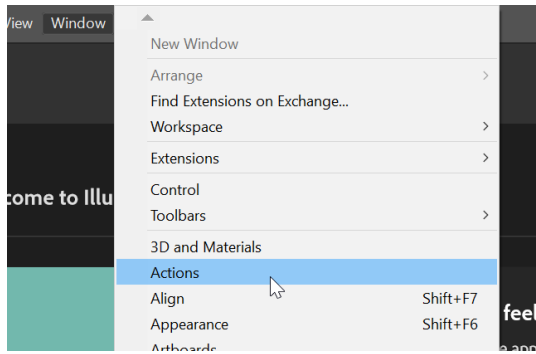 View Window
New Window
Arrange
Find Extensions on Exchange...
Workspace
Extensions
Control
come to Illu
Toolbars
3D and Materials
Actions
Align Shift+F7
feel
Appearance Shift+F6
Artboards